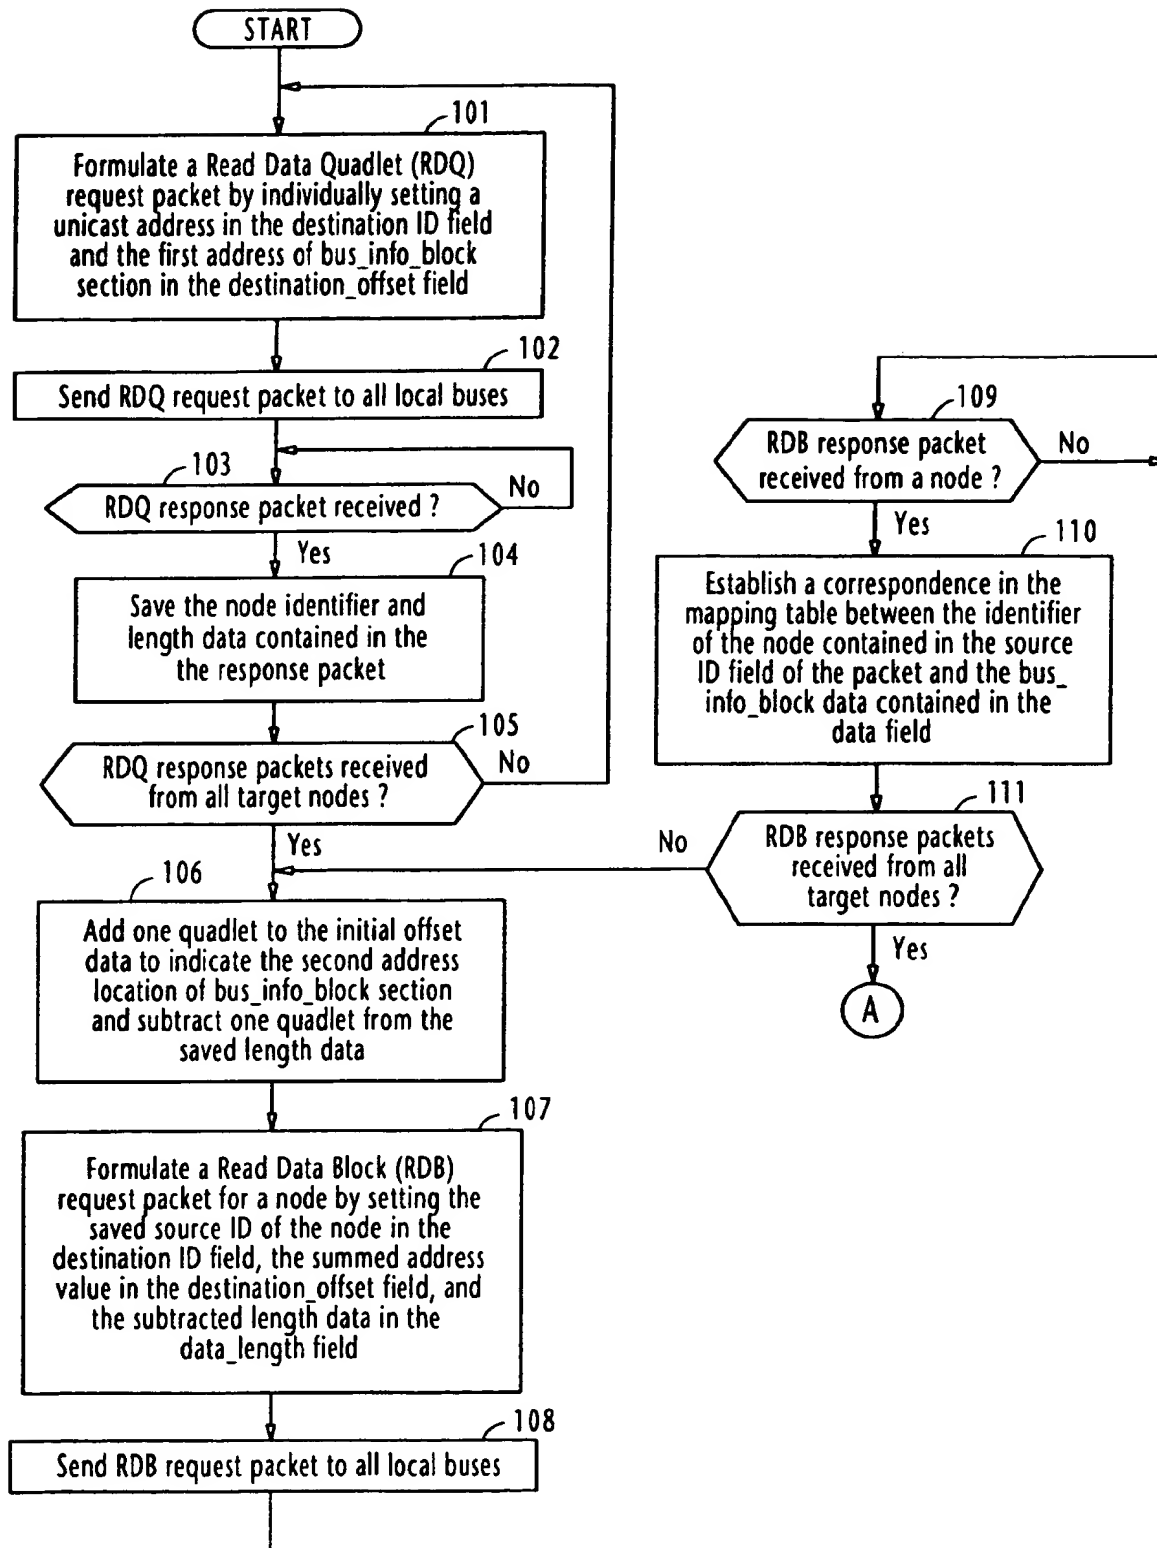 START
101
Formulate a Read Data Quadlet (RDQ)
request packet by individually setting a
unicast address in the destination ID field
and the first address of bus_info_block
section in the destination_offset field
102
Send RDQ request packet to all local buses
103
RDQ response packet received ?
No
Yes
104
Save the node identifier and
length data contained in the
the response packet
105
RDQ response packets received
from all target nodes ?
No
Yes
106
Add one quadlet to the initial offset
data to indicate the second address
location of bus_info_block section
and subtract one quadlet from the
saved length data
107
Formulate a Read Data Block (RDB)
request packet for a node by setting the
saved source ID of the node in the
destination ID field, the summed address
value in the destination_offset field, and
the subtracted length data in the
data_length field
108
Send RDB request packet to all local buses
109
RDB response packet
received from a node ?
No
Yes
110
Establish a correspondence in the
mapping table between the identifier
of the node contained in the source
ID field of the packet and the bus_
info_block data contained in the
data field
111
RDB response packets
received from all
target nodes ?
No
Yes
A